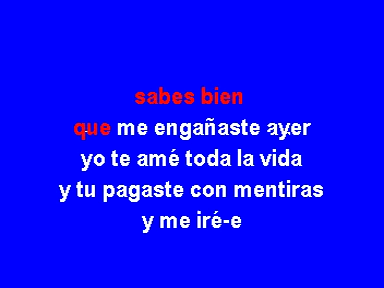 sabes bien
que me engañaste ayer
yo te amé toda la vida
y tu pagaste con mentiras
y me iré-e